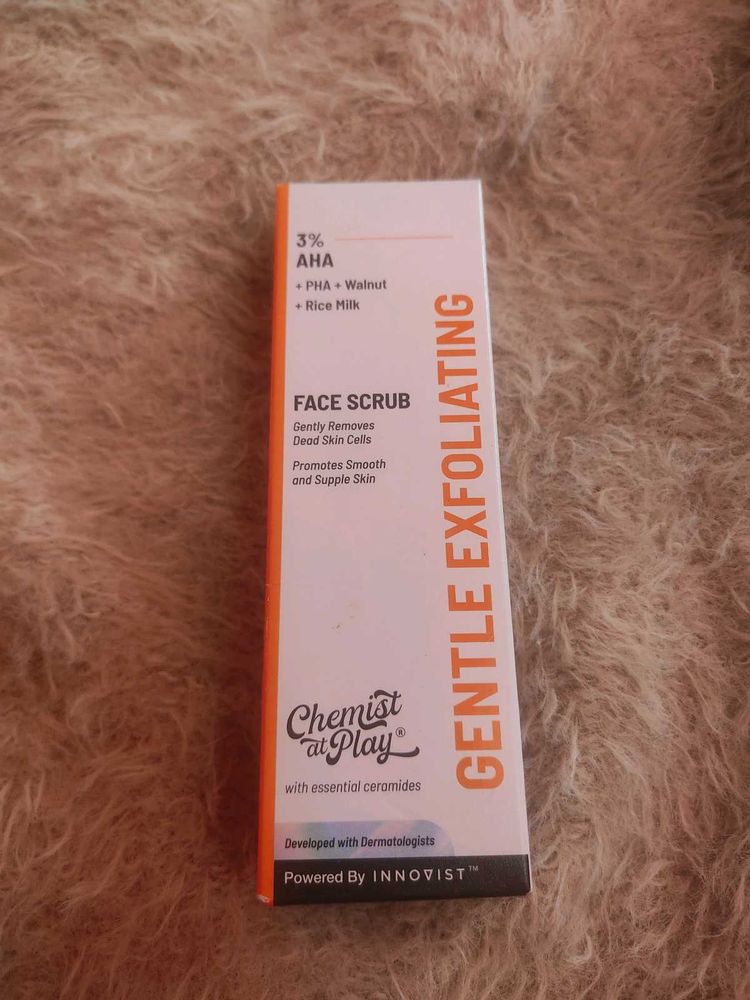 3%
AHA
+ PHA + Walnut
+ Rice Milk
FACE SCRUB
Gently Removes
Dead Skin Cells
Promotes Smooth
and Supple Skin
GENTLE EXFOLIATING
Chemist
at Play®
with essential ceramides
Developed with Dermatologists
Powered By INNOVIST™